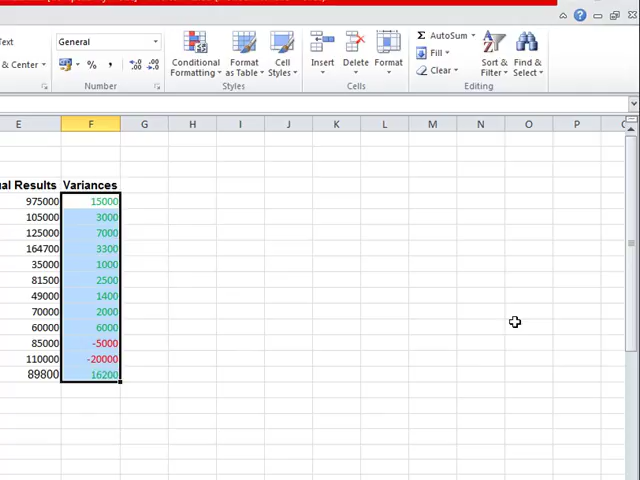 Text
& Center
General
%
,
Number
Conditional
Formatting
Format
as Table
Cell
Styles
Styles
Insert
Delete
Format
Cells
Σ AutoSum
Fill
Clear
Sort &
Filter
Find &
Select
Editing
E F G H I J K L M N O P
al Results Variances
975000 15000
105000 3000
125000 7000
164700 3300
35000 1000
81500 2500
49000 1400
70000 2000
60000 6000
85000 -5000
110000 -20000
89800 16200